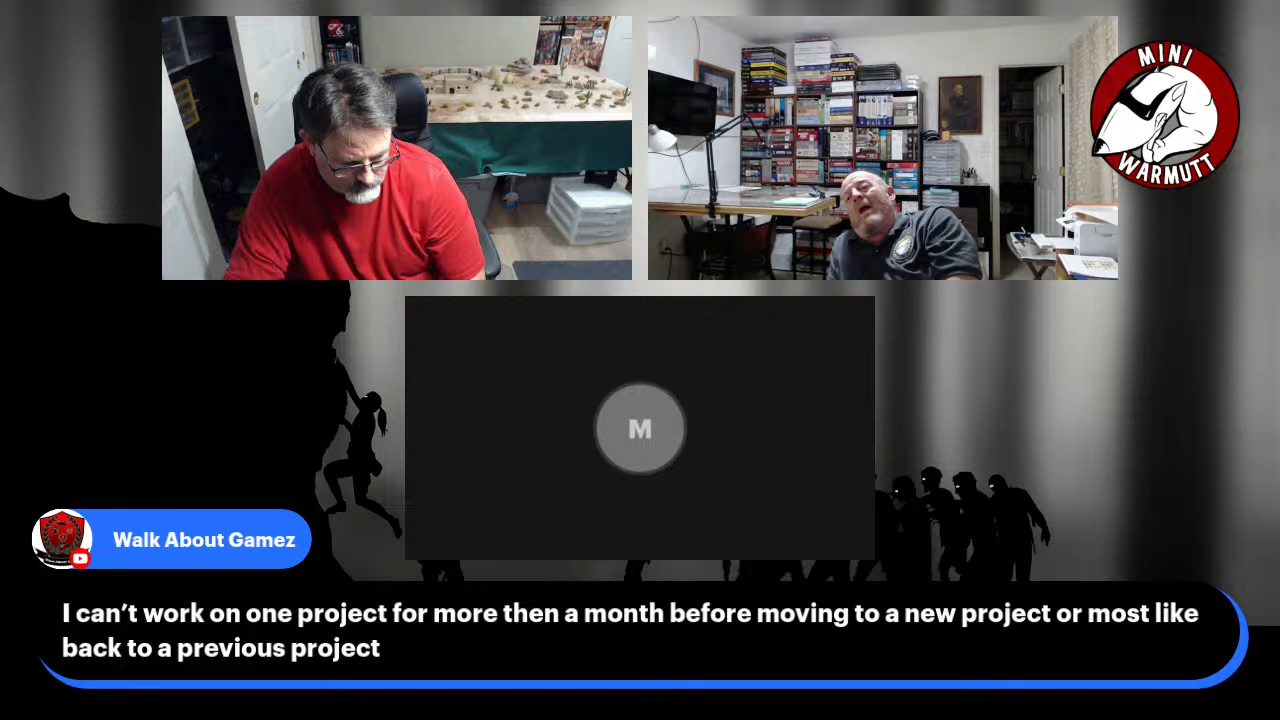 MINI
WARMUTT
M
Walk About Gamez
I can't work on one project for more then a month before moving to a new project or most like
back to a previous project